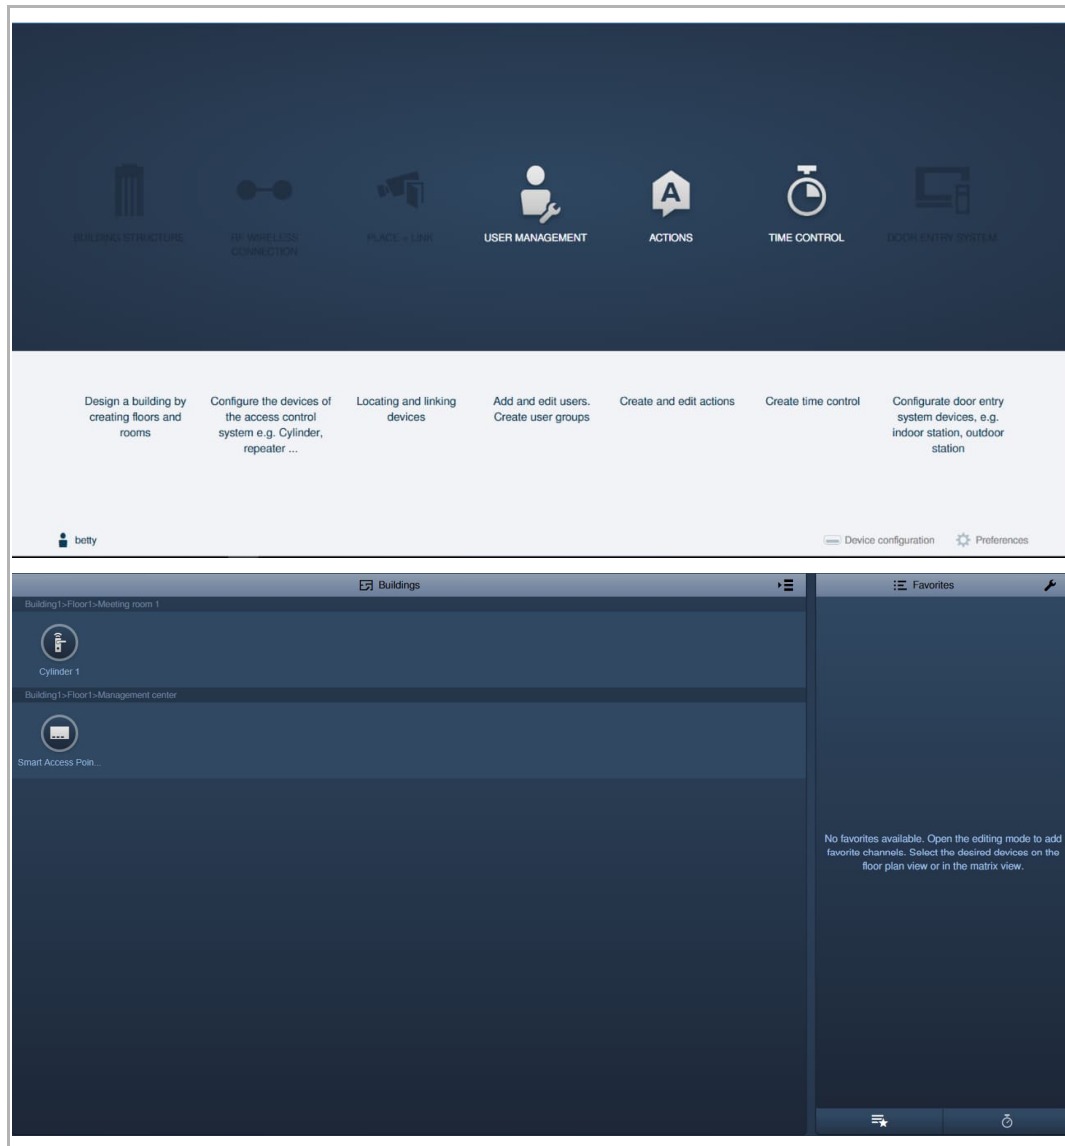 BUILDING STRUCTURE
RF WIRELESS
CONNECTION
PLACE + LINK
USER MANAGEMENT
ACTIONS
TIME CONTROL
DOOR ENTRY SYSTEM
Design a building by
creating floors and
rooms
Configure the devices of
the access control
system e.g. Cylinder,
repeater ...
Locating and linking
devices
Add and edit users.
Create user groups
Create and edit actions
Create time control
Configurate door entry
system devices, e.g.
indoor station, outdoor
station
betty
Device configuration
Preferences
Buildings
Building1>Floor1>Meeting room 1
Cylinder 1
Building1>Floor1>Management center
Smart Access Poin...
Favorites
No favorites available. Open the editing mode to add
favorite channels. Select the desired devices on the
floor plan view or in the matrix view.